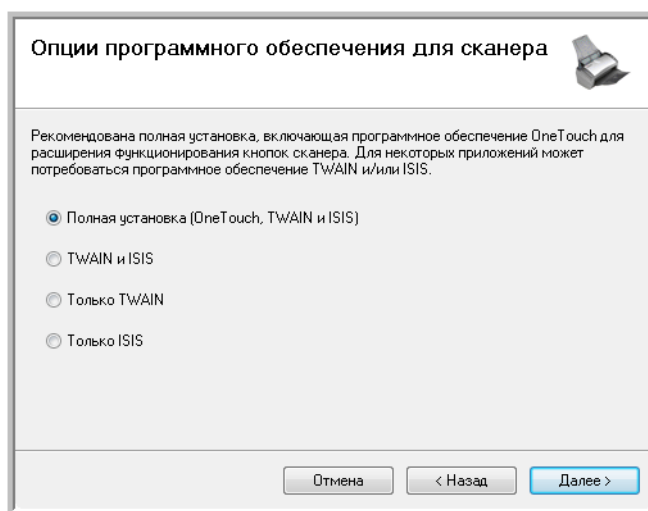 Опции программного обеспечения для сканера
Рекомендована полная установка, включающая программное обеспечение OneTouch для
расширения функционирования кнопок сканера. Для некоторых приложений может
потребоваться программное обеспечение TWAIN и/или ISIS.
Полная установка (OneTouch, TWAIN и ISIS)
TWAIN и ISIS
Только TWAIN
Только ISIS
Отмена < Назад Далее >